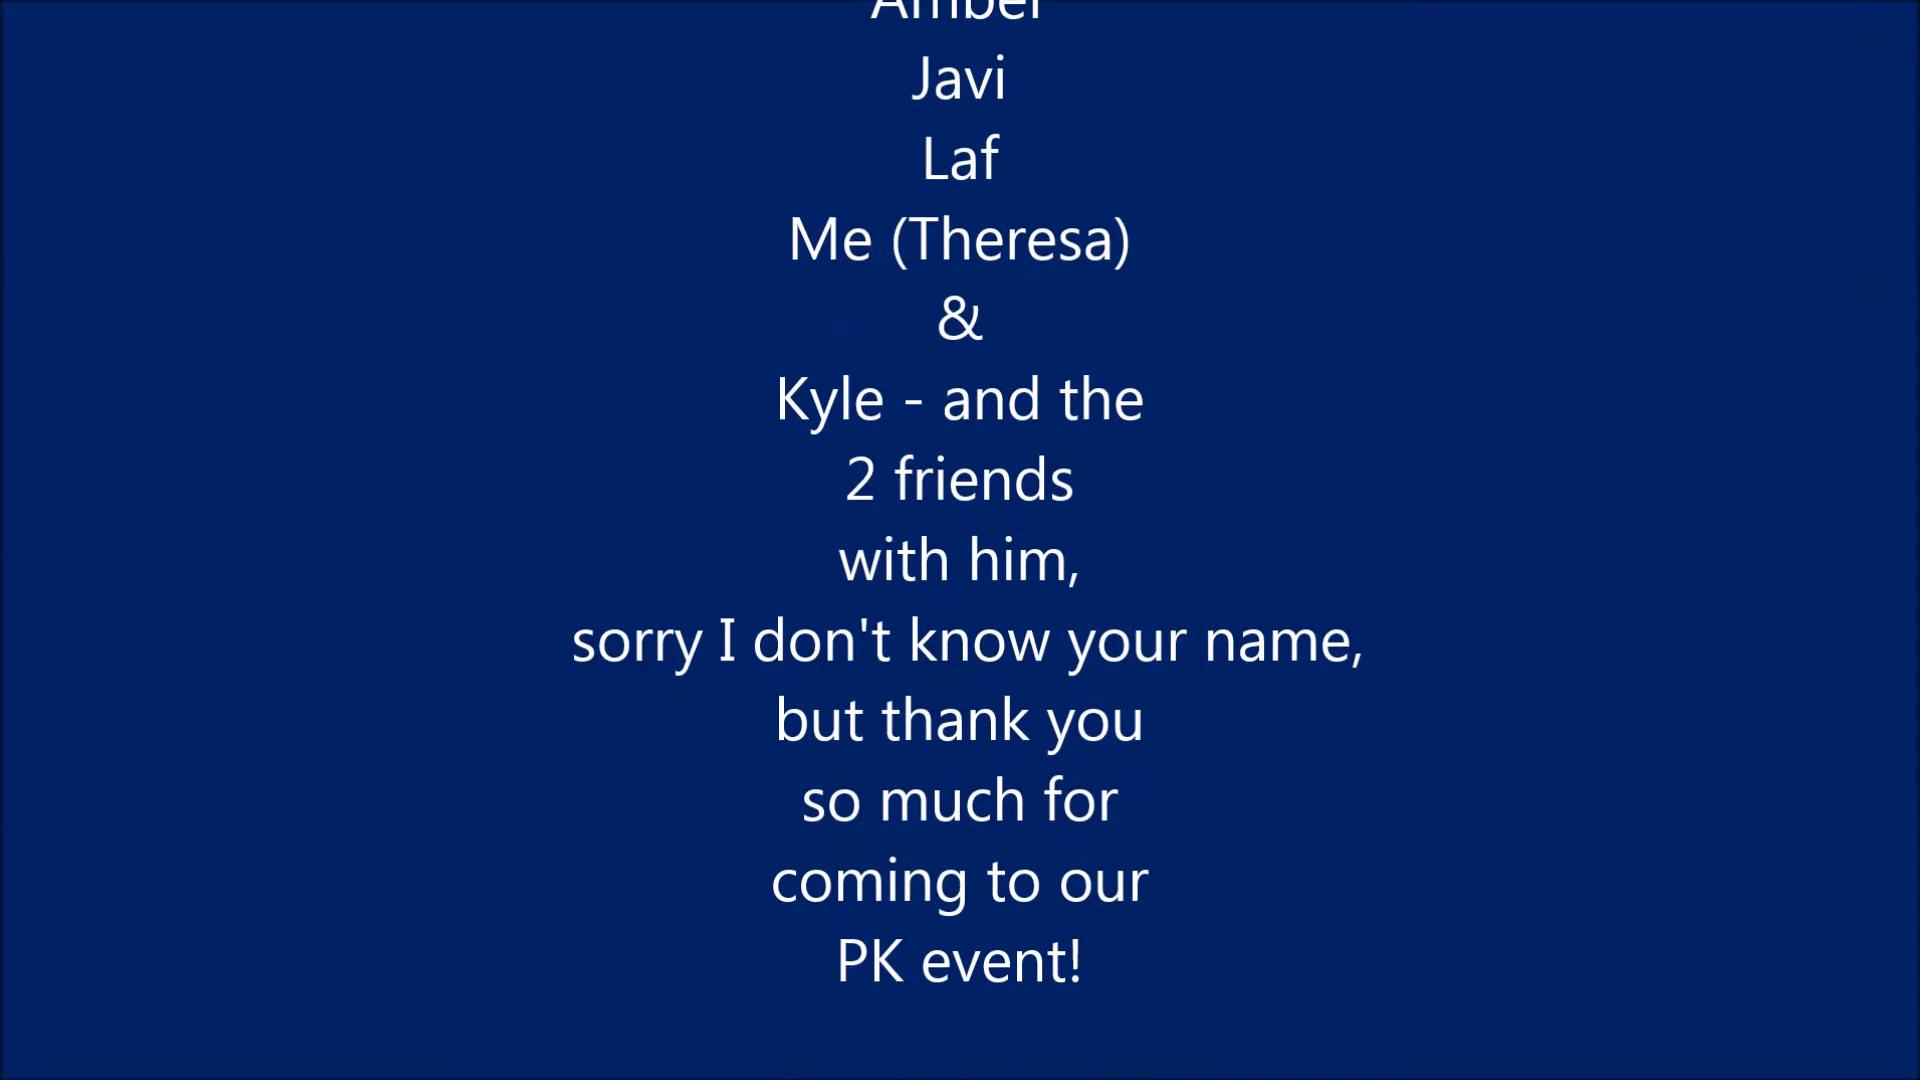 Amber
Javi
Laf
Me (Theresa)
&
Kyle - and the
2 friends
with him,
sorry I don't know your name,
but thank you
so much for
coming to our
PK event!